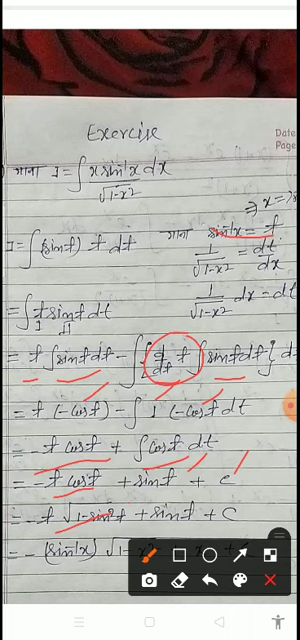 Exercise
Date
Page
माना I = ∫ x sin⁻¹x dx / √1-x²
⇒ x =
I = ∫ (sin t) t dt माना sin⁻¹x = t
1/√1-x² = dt/dx
= ∫ t sin t dt 1/√1-x² dx = dt
I II
= t ∫ sin t dt - ∫ { d/dt t ∫ sin t dt } d
= t (-cos t) - ∫ 1 (-cos t) dt
= -t cos t + ∫ cos t dt
= -t cos t + sin t + c
= -t √1-sin²t + sin t + C
= -(sin⁻¹x) √1-x²